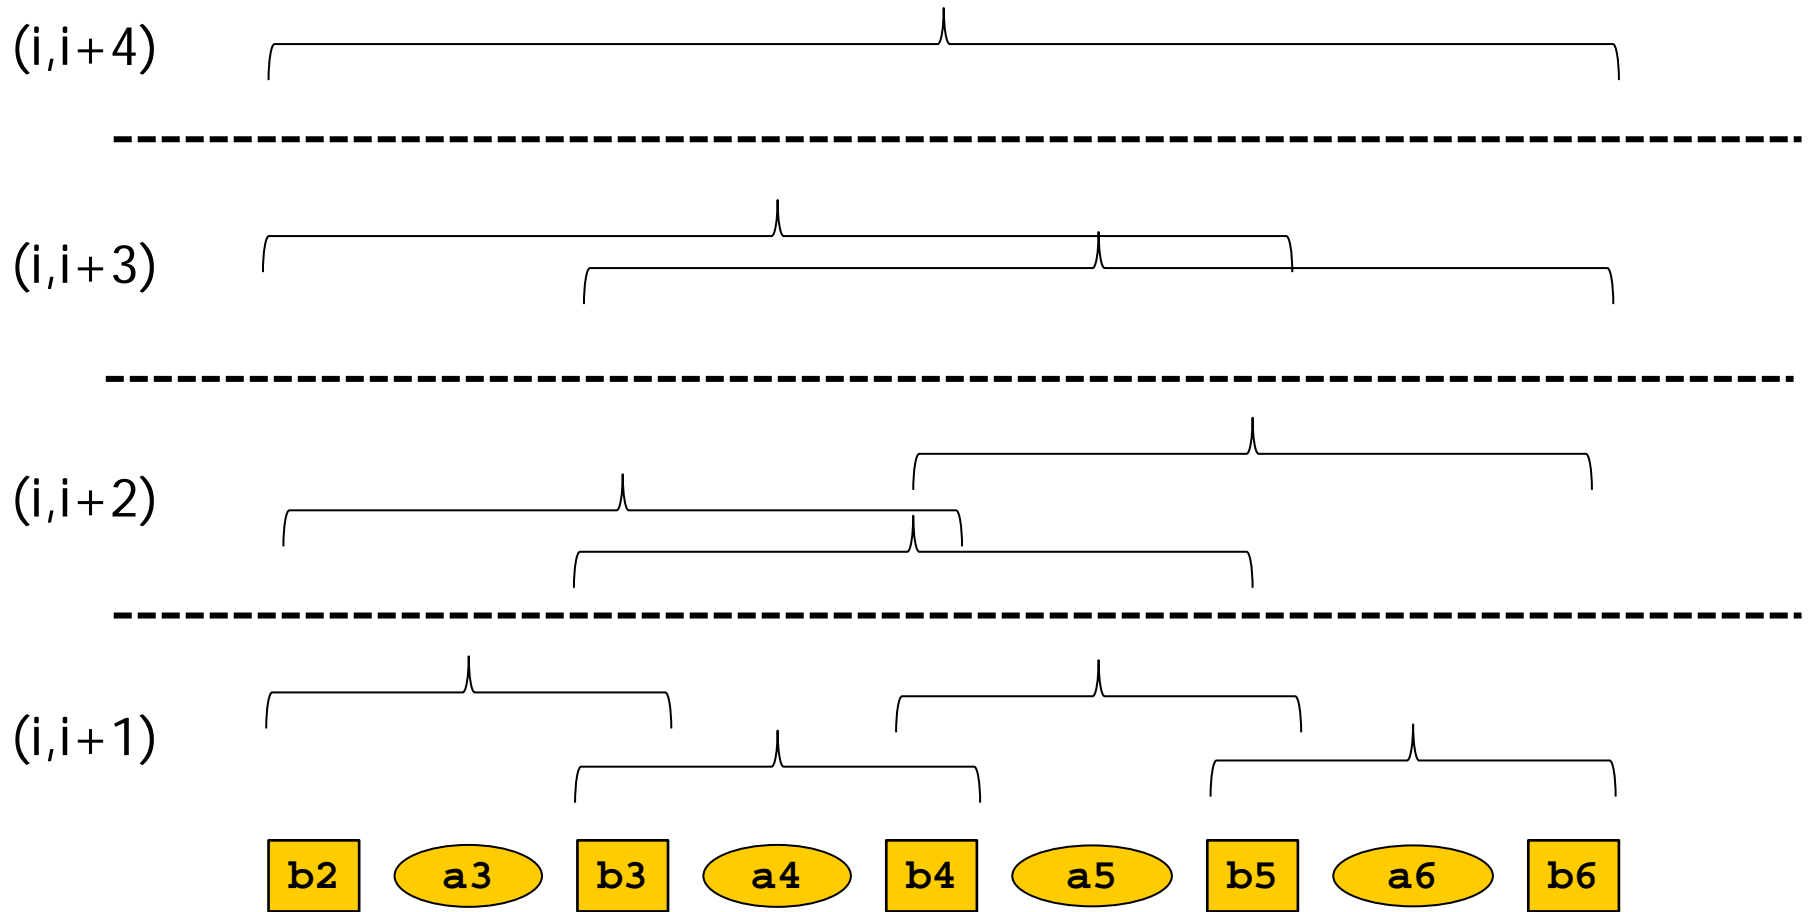 (i,i+4)
(i,i+3)
(i,i+2)
(i,i+1)
b2 a3 b3 a4 b4 a5 b5 a6 b6